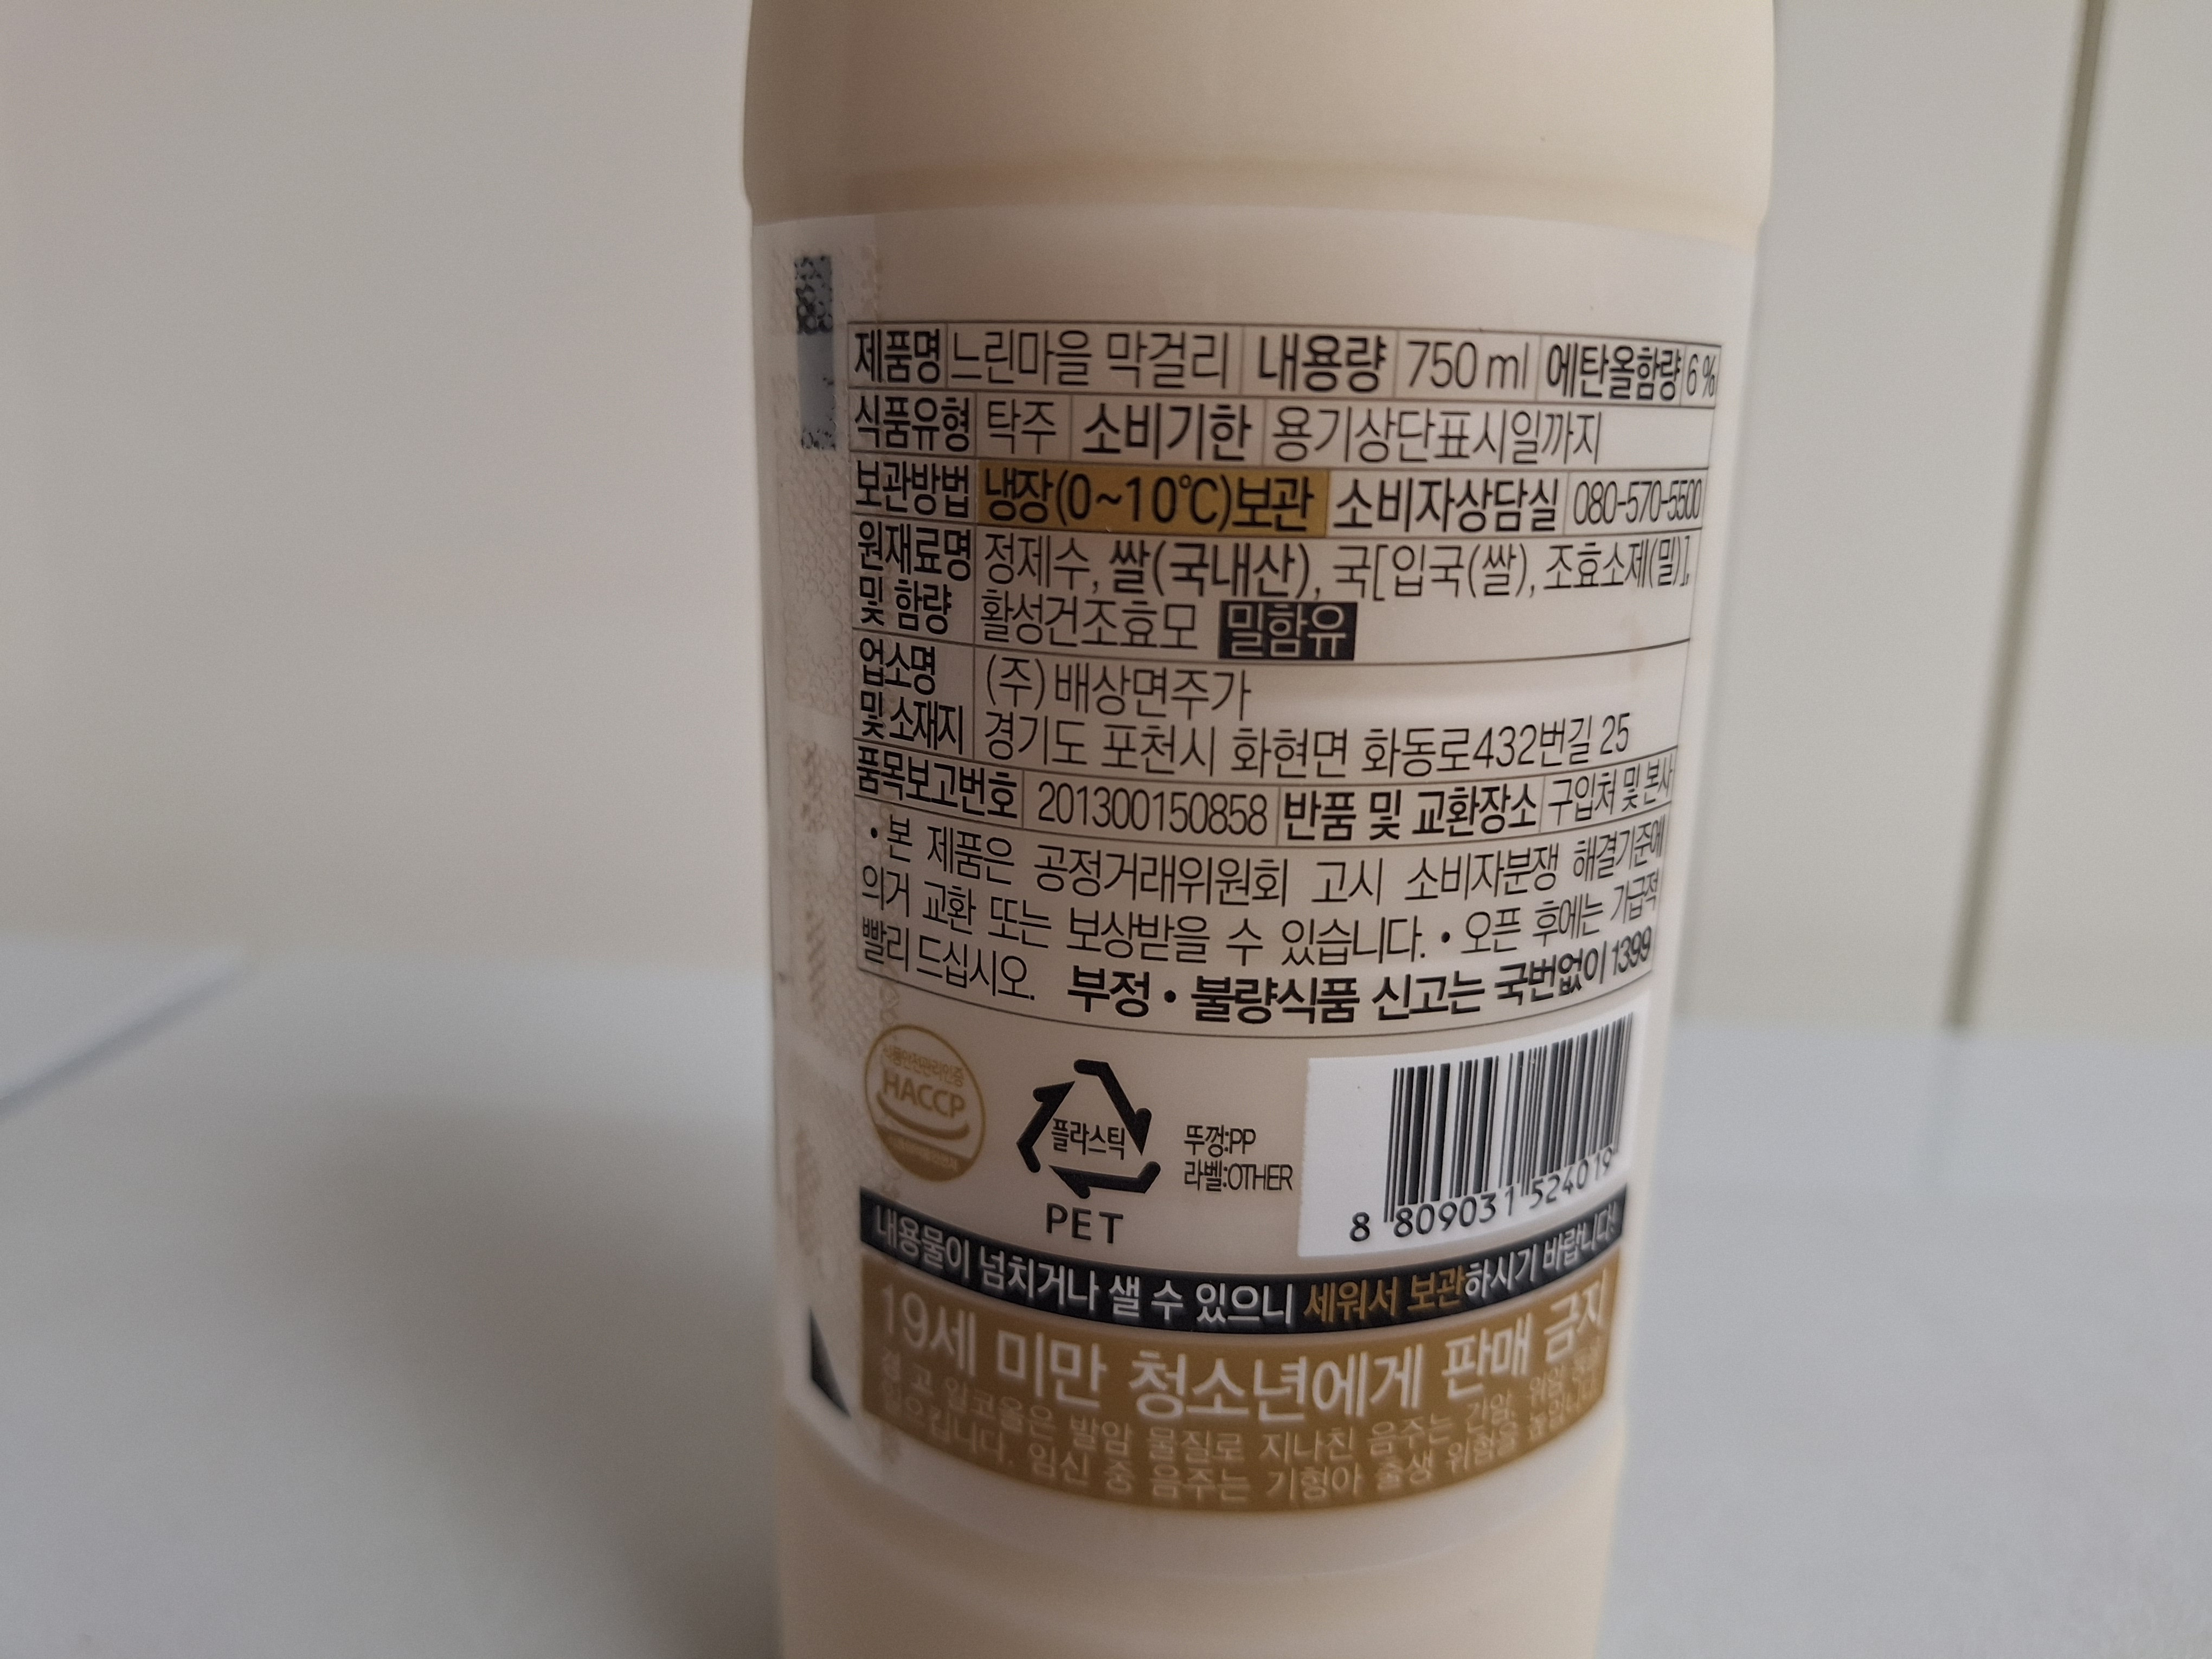 제품명 느린마을 막걸리 내용량 750 ml 에탄올함량 6 %
식품유형 탁주 소비기한 용기상단표시일까지
보관방법 냉장(0~10℃)보관 소비자상담실 080-570-5500
원재료명 정제수, 쌀(국내산), 국[입국(쌀), 조효소제(밀)],
및 함량 활성건조효모 밀함유
업소명 (주)배상면주가
및 소재지 경기도 포천시 화현면 화동로432번길 25
품목보고번호 201300150858 반품 및 교환장소 구입처 및 본사
• 본 제품은 공정거래위원회 고시 소비자분쟁 해결기준에
의거 교환 또는 보상받을 수 있습니다. • 오픈 후에는 가급적
빨리 드십시오. 부정 • 불량식품 신고는 국번없이 1399
식품안전관리인증
HACCP
플라스틱
PET
뚜껑:PP
라벨:OTHER
8 809031 524019
내용물이 넘치거나 샐 수 있으니 세워서 보관하시기 바랍니다!
19세 미만 청소년에게 판매 금지
경고 알코올은 발암 물질로 지나친 음주는 간암, 위암 등을
일으킵니다. 임신 중 음주는 기형아 출생 위험을 높입니다.